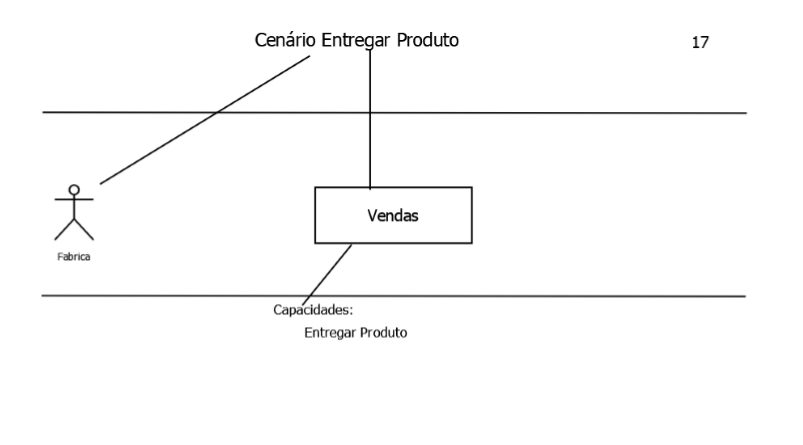 Cenário Entregar Produto
17
Vendas
Fabrica
Capacidades:
Entregar Produto